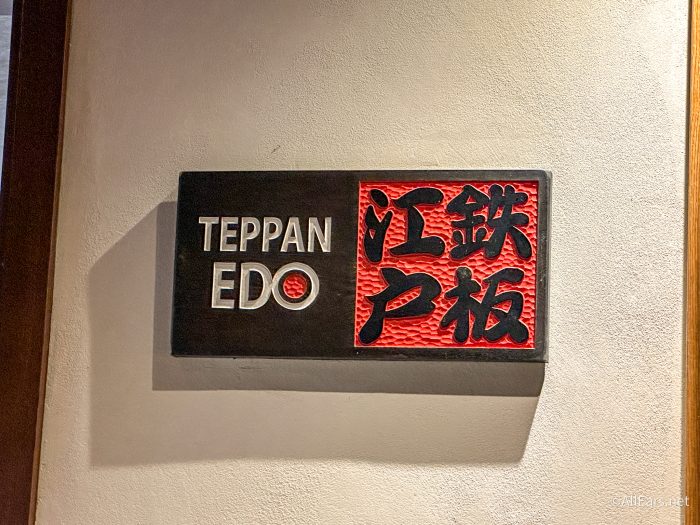 TEPPAN
EDO
鉄板
江戸
©AllEars.net